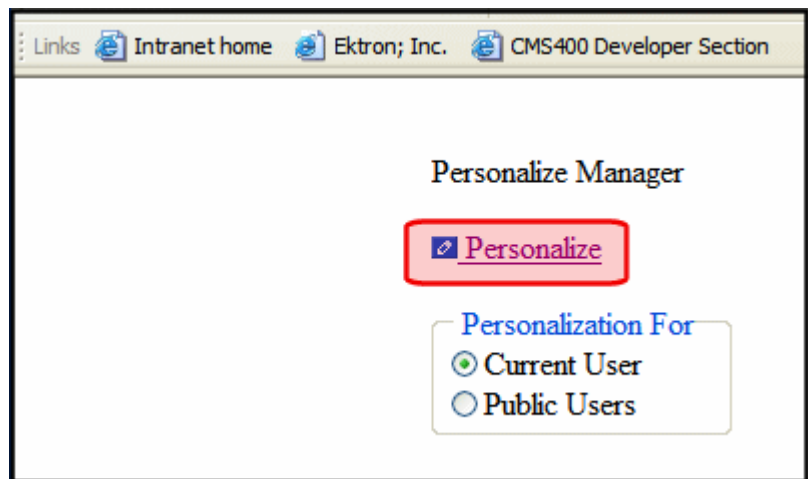 Links Intranet home Ektron; Inc. CMS400 Developer Section
Personalize Manager
Personalize
Personalization For
Current User
Public Users